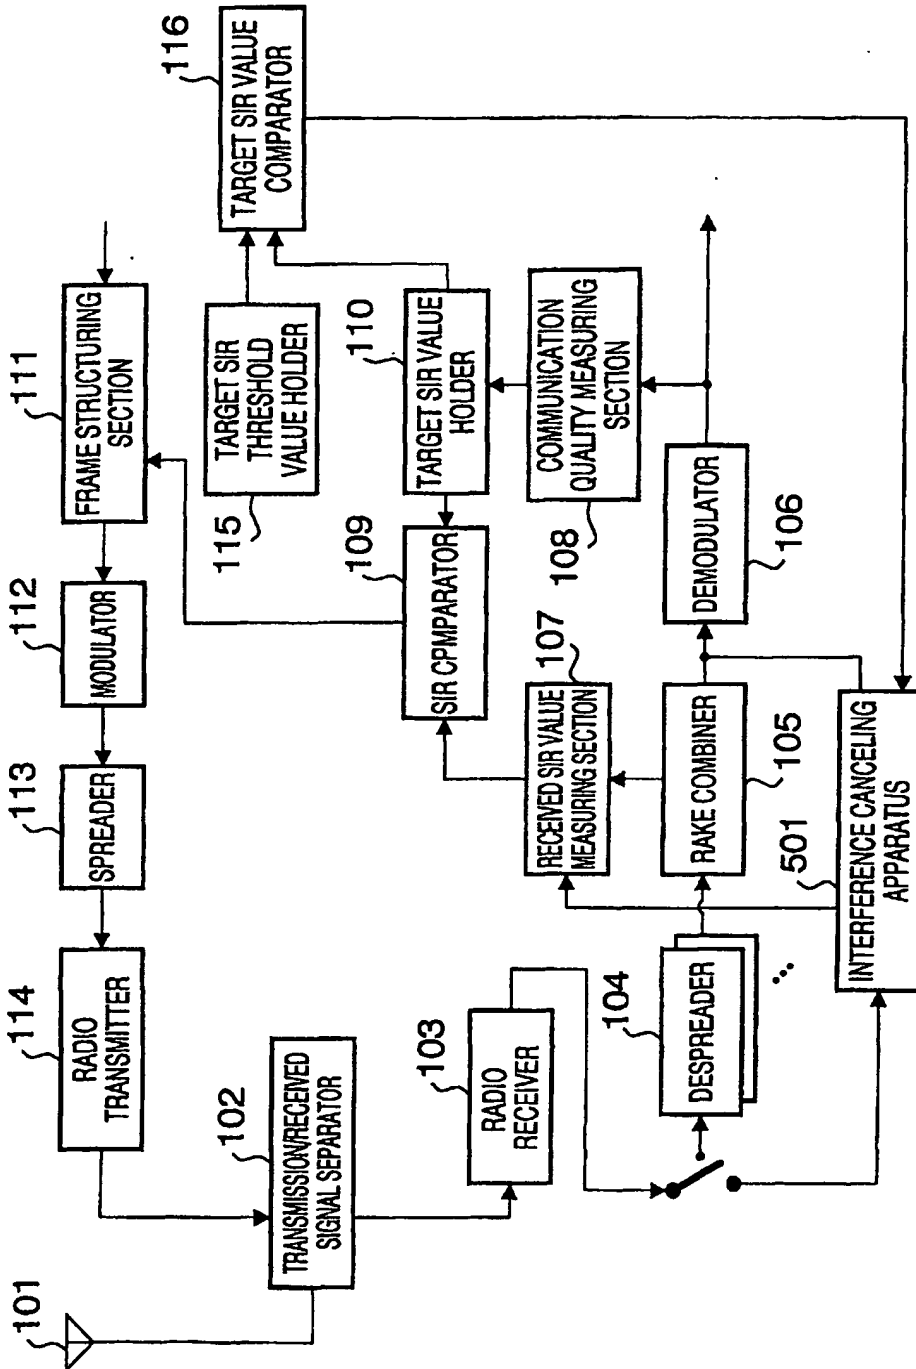 101
102
TRANSMISSION/RECEIVED
SIGNAL SEPARATOR
114
RADIO
TRANSMITTER
113
SPREADER
112
MODULATOR
111
FRAME STRUCTURING
SECTION
116
TARGET SIR VALUE
COMPARATOR
TARGET SIR
THRESHOLD
VALUE HOLDER
115
110
TARGET SIR VALUE
HOLDER
109
SIR CPMPARATOR
COMMUNICATION
QUALITY MEASURING
SECTION
108
107
RECEIVED SIR VALUE
MEASURING SECTION
103
RADIO
RECEIVER
104
DESPREADER
...
RAKE COMBINER
105
DEMODULATOR
106
501
INTERFERENCE CANCELING
APPARATUS